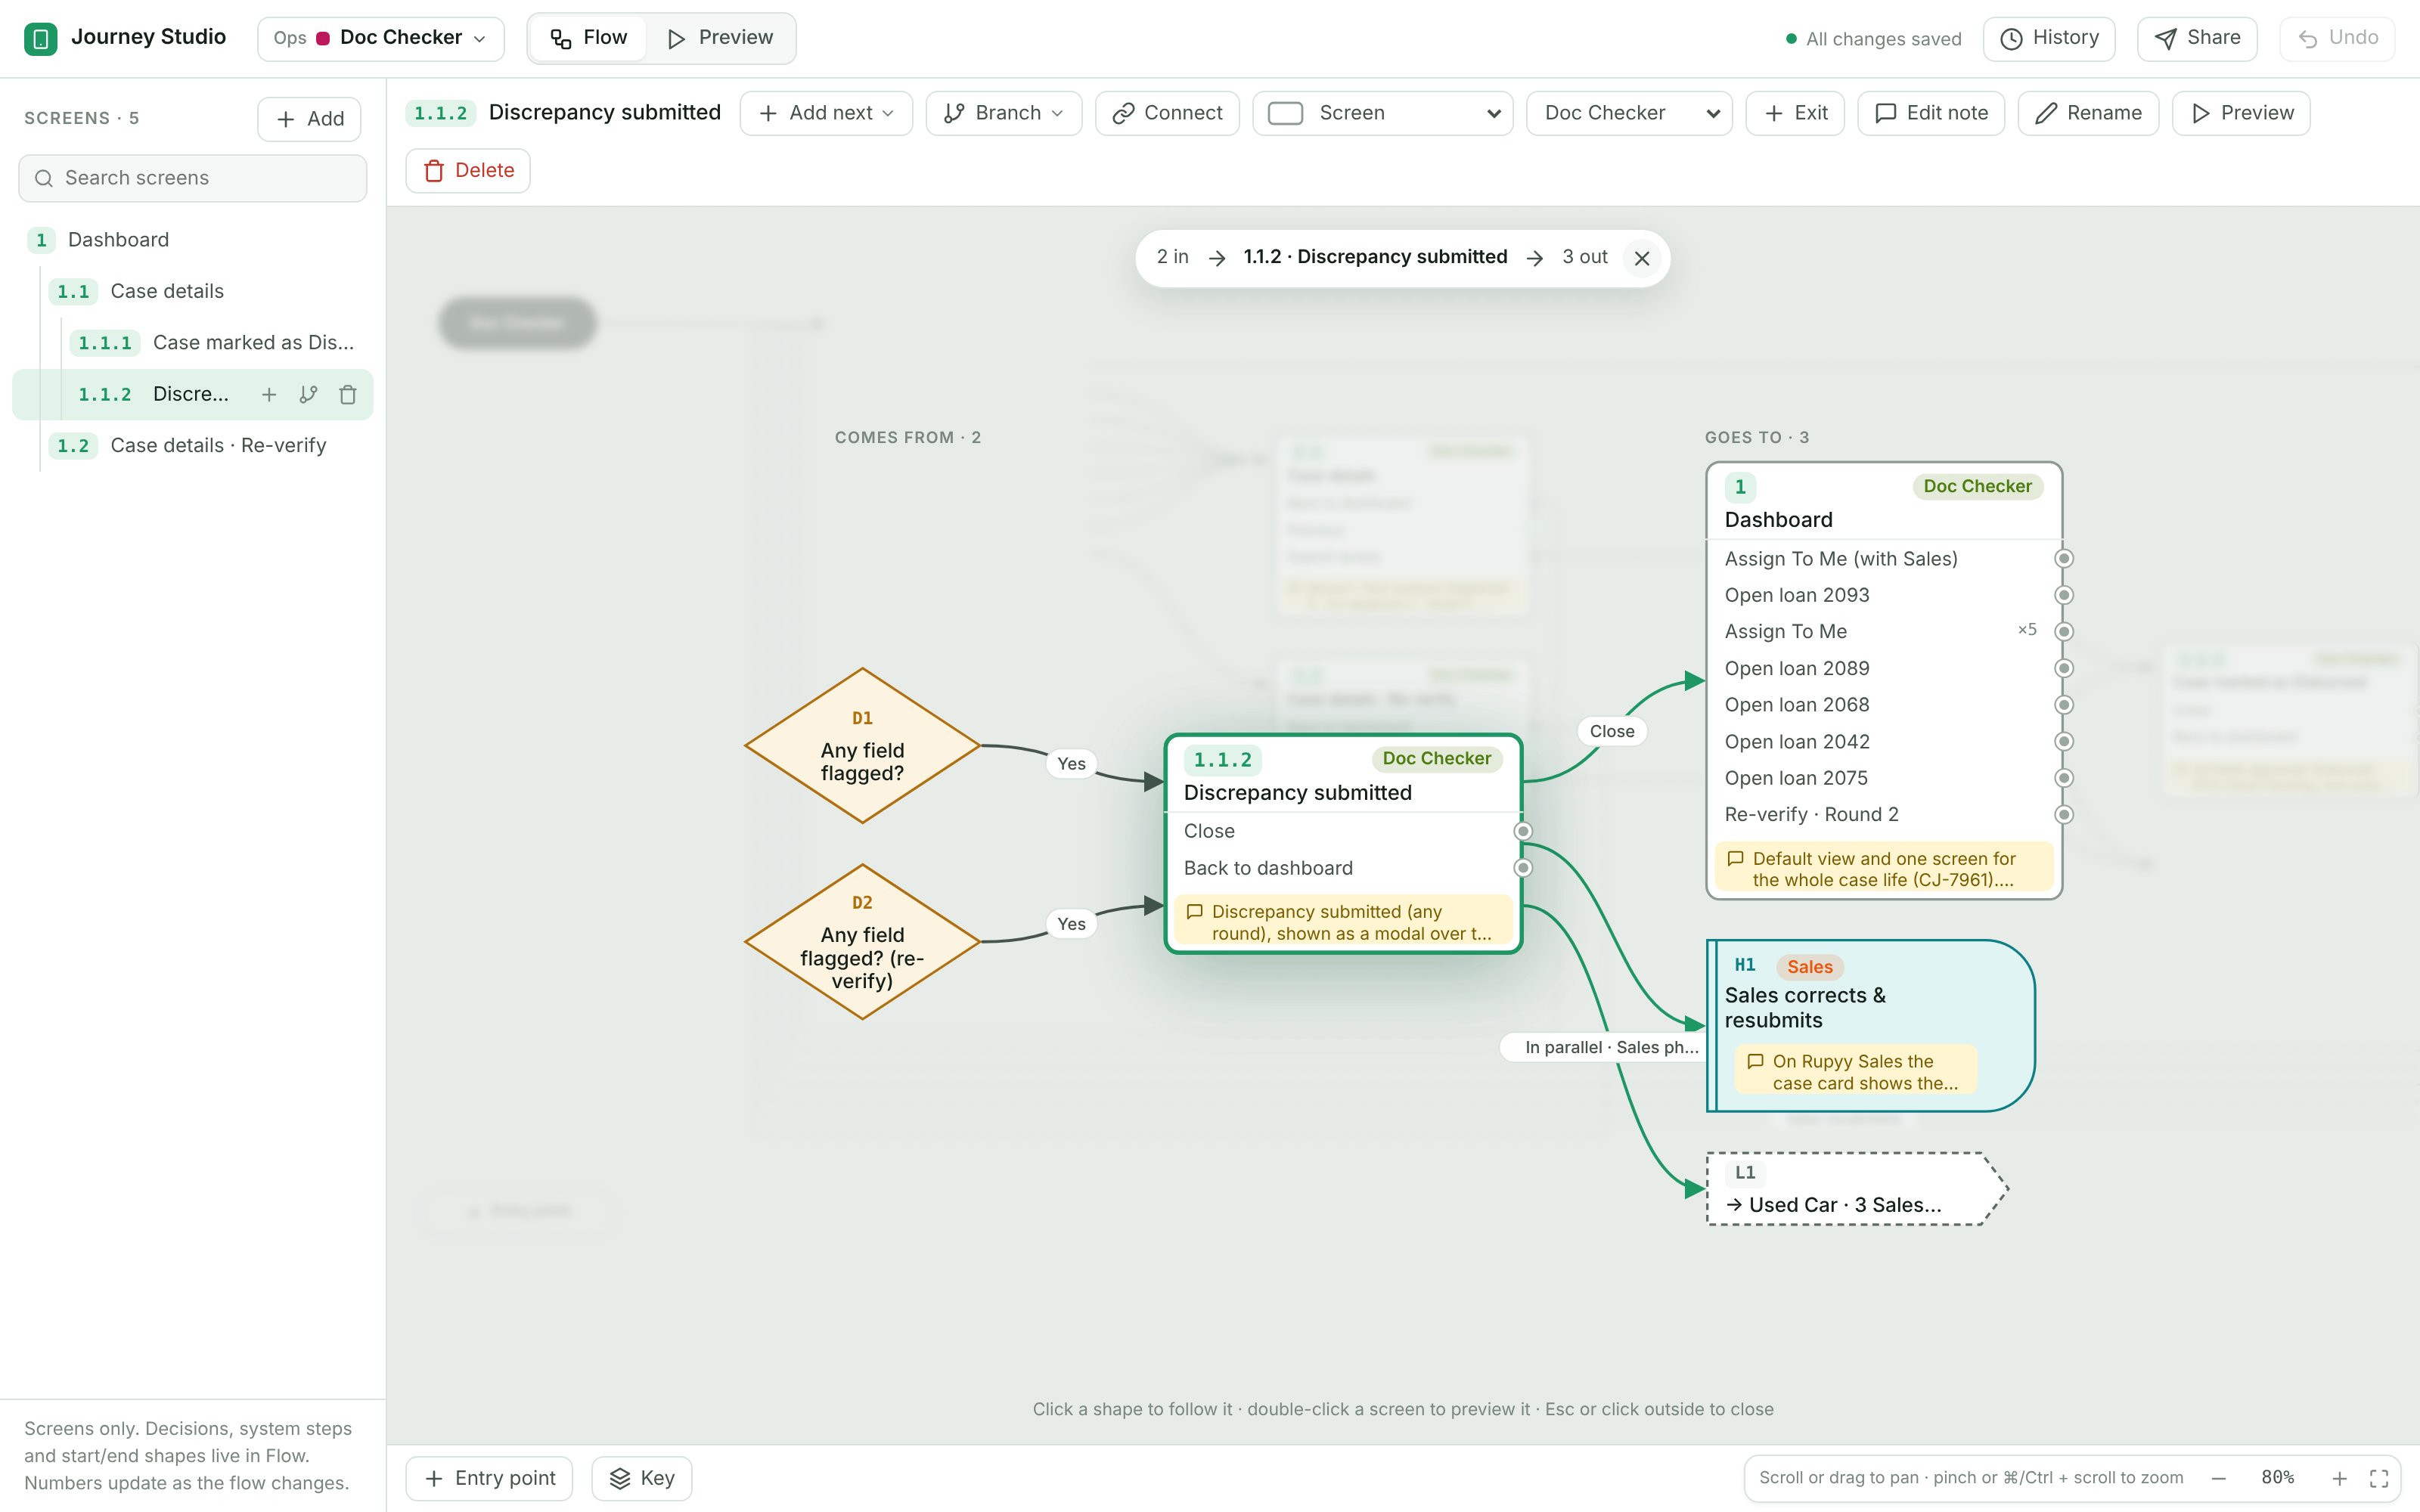 Journey Studio
Ops Doc Checker
Flow
Preview
All changes saved
History
Share
Undo
SCREENS · 5
Add
Search screens
1 Dashboard
1.1 Case details
1.1.1 Case marked as Dis...
1.1.2 Discre...
1.2 Case details · Re-verify
Screens only. Decisions, system steps
and start/end shapes live in Flow.
Numbers update as the flow changes.
1.1.2 Discrepancy submitted
Add next
Branch
Connect
Screen
Doc Checker
Exit
Edit note
Rename
Preview
Delete
2 in → 1.1.2 · Discrepancy submitted → 3 out
COMES FROM · 2
D1
Any field
flagged?
Yes
D2
Any field
flagged? (re-
verify)
Yes
1.1.2 Doc Checker
Discrepancy submitted
Close
Back to dashboard
Discrepancy submitted (any
round), shown as a modal over t...
Close
In parallel · Sales ph...
GOES TO · 3
1 Doc Checker
Dashboard
Assign To Me (with Sales)
Open loan 2093
Assign To Me ×5
Open loan 2089
Open loan 2068
Open loan 2042
Open loan 2075
Re-verify · Round 2
Default view and one screen for
the whole case life (CJ-7961)....
H1 Sales
Sales corrects &
resubmits
On Rupyy Sales the
case card shows the...
L1
→ Used Car · 3 Sales...
Click a shape to follow it · double-click a screen to preview it · Esc or click outside to close
Entry point
Key
Scroll or drag to pan · pinch or ⌘/Ctrl + scroll to zoom
80%